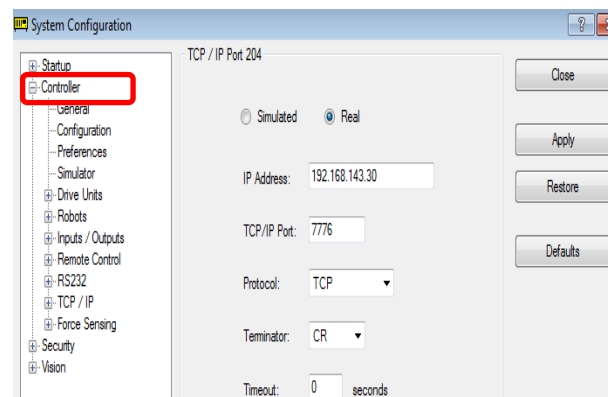 System Configuration
Startup
Controller
General
Configuration
Preferences
Simulator
Drive Units
Robots
Inputs / Outputs
Remote Control
RS232
TCP / IP
Force Sensing
Security
Vision
TCP / IP Port 204
Simulated Real
IP Address: 192.168.143.30
TCP/IP Port: 7776
Protocol: TCP
Terminator: CR
Timeout: 0 seconds
Close
Apply
Restore
Defaults